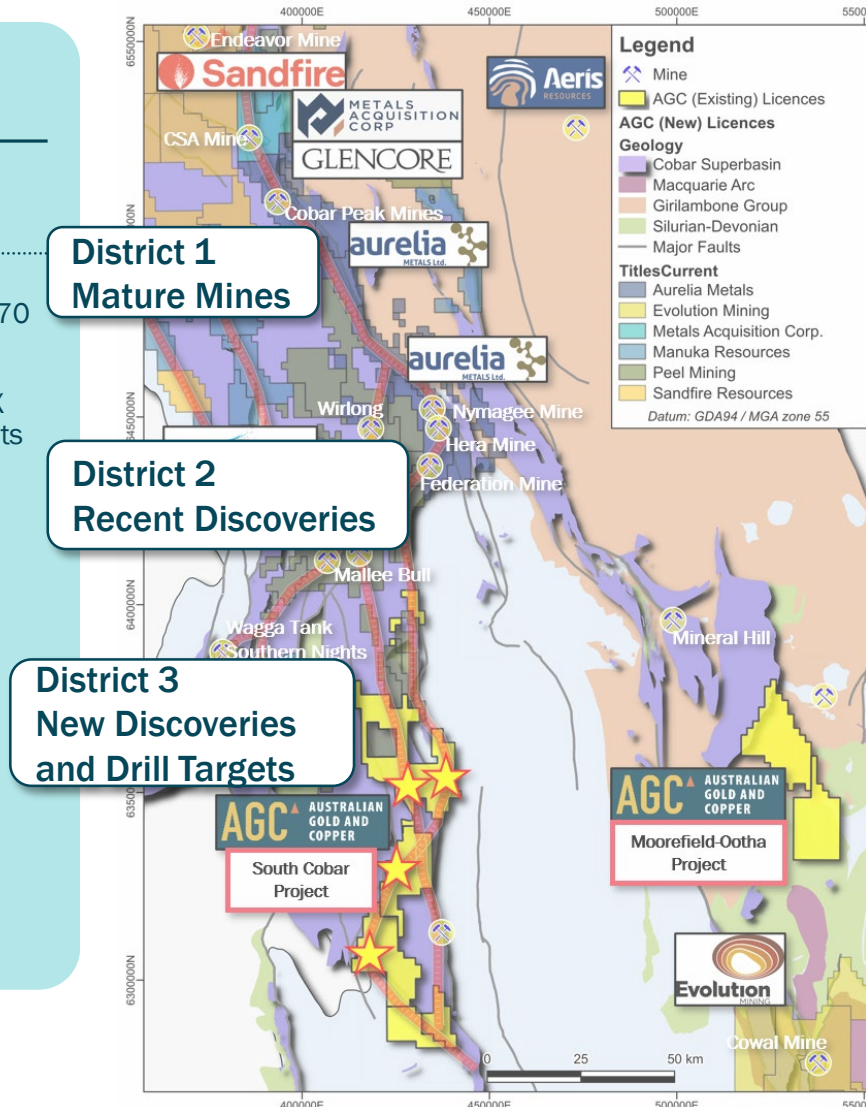 400000E
450000E
500000E
5500
6550000N
Endeavor Mine
Sandfire
METALS
ACQUISITION
CORP
GLENCORE
Aeris
RESOURCES
CSA Mine
Cobar Peak Mines
aurelia
METALS Ltd.
Legend
Mine
AGC (Existing) Licences
AGC (New) Licences
Geology
Cobar Superbasin
Macquarie Arc
Girilambone Group
Silurian-Devonian
Major Faults
TitlesCurrent
Aurelia Metals
Evolution Mining
Metals Acquisition Corp.
Manuka Resources
Peel Mining
Sandfire Resources
Datum: GDA94 / MGA zone 55
District 1
Mature Mines
70
ts
aurelia
METALS Ltd.
Wirlong
Nymagee Mine
Hera Mine
Federation Mine
District 2
Recent Discoveries
Mallee Bull
6400000N
Wagga Tank
Southern Nights
Mineral Hill
District 3
New Discoveries
and Drill Targets
AGC
AUSTRALIAN
GOLD AND
COPPER
South Cobar
Project
AGC
AUSTRALIAN
GOLD AND
COPPER
Moorefield-Ootha
Project
Evolution
MINING
6300000N
Cowal Mine
0 25 50 km
400000E
450000E
500000E
5500